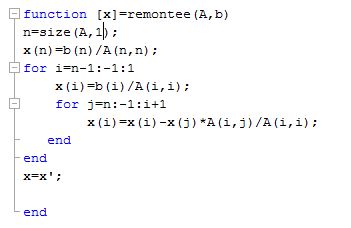 function [x]=remontee(A,b)
n=size(A,1);
x(n)=b(n)/A(n,n);
for i=n-1:-1:1
x(i)=b(i)/A(i,i);
for j=n:-1:i+1
x(i)=x(i)-x(j)*A(i,j)/A(i,i);
end
end
x=x';
end